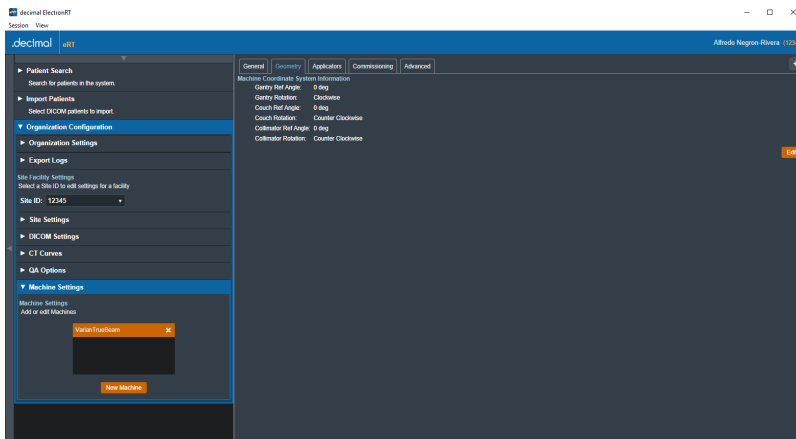 decimal ElectronRT
Session View
.decimal eRT
Alfredo Negron-Rivera (123
Patient Search
Search for patients in the system.
Import Patients
Select DICOM patients to import.
Organization Configuration
Organization Settings
Export Logs
Site Facility Settings
Select a Site ID to edit settings for a facility
Site ID: 12345
Site Settings
DICOM Settings
CT Curves
QA Options
Machine Settings
Machine Settings
Add or edit Machines
VarianTrueBeam
New Machine
General Geometry Applicators Commissioning Advanced
Machine Coordinate System Information
Gantry Ref Angle: 0 deg
Gantry Rotation: Clockwise
Couch Ref Angle: 0 deg
Couch Rotation: Counter Clockwise
Collimator Ref Angle: 0 deg
Collimator Rotation: Counter Clockwise
Edit